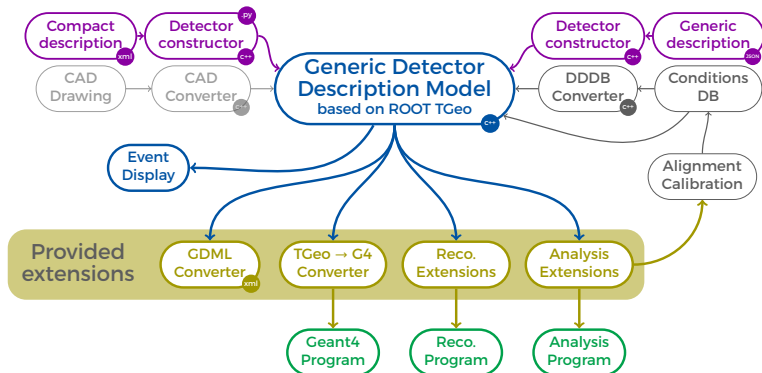 Compact
description
xml
Detector
constructor
.py
c++
Generic Detector
Description Model
based on ROOT TGeo
c++
Detector
constructor
c++
Generic
description
JSON
CAD
Drawing
CAD
Converter
c++
DDDB
Converter
c++
Conditions
DB
Event
Display
Alignment
Calibration
Provided
extensions
GDML
Converter
xml
TGeo → G4
Converter
Reco.
Extensions
Analysis
Extensions
Geant4
Program
Reco.
Program
Analysis
Program